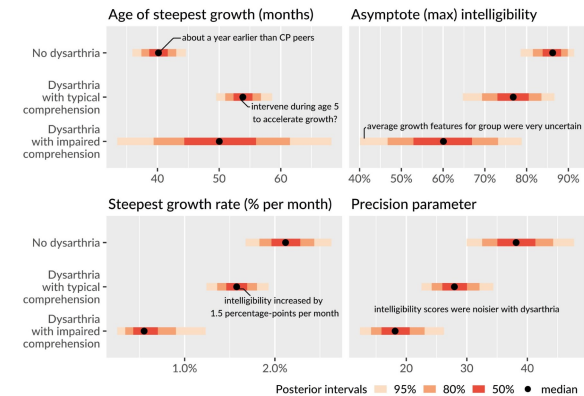 Age of steepest growth (months)
Asymptote (max) intelligibility
No dysarthria
about a year earlier than CP peers
Dysarthria
with typical
comprehension
intervene during age 5
to accelerate growth?
Dysarthria
with impaired
comprehension
average growth features for group were very uncertain
40 50 60
40% 50% 60% 70% 80% 90%
Steepest growth rate (% per month)
Precision parameter
No dysarthria
Dysarthria
with typical
comprehension
intelligibility increased by
1.5 percentage-points per month
intelligibility scores were noisier with dysarthria
Dysarthria
with impaired
comprehension
1.0% 2.0%
20 30 40
Posterior intervals 95% 80% 50% median